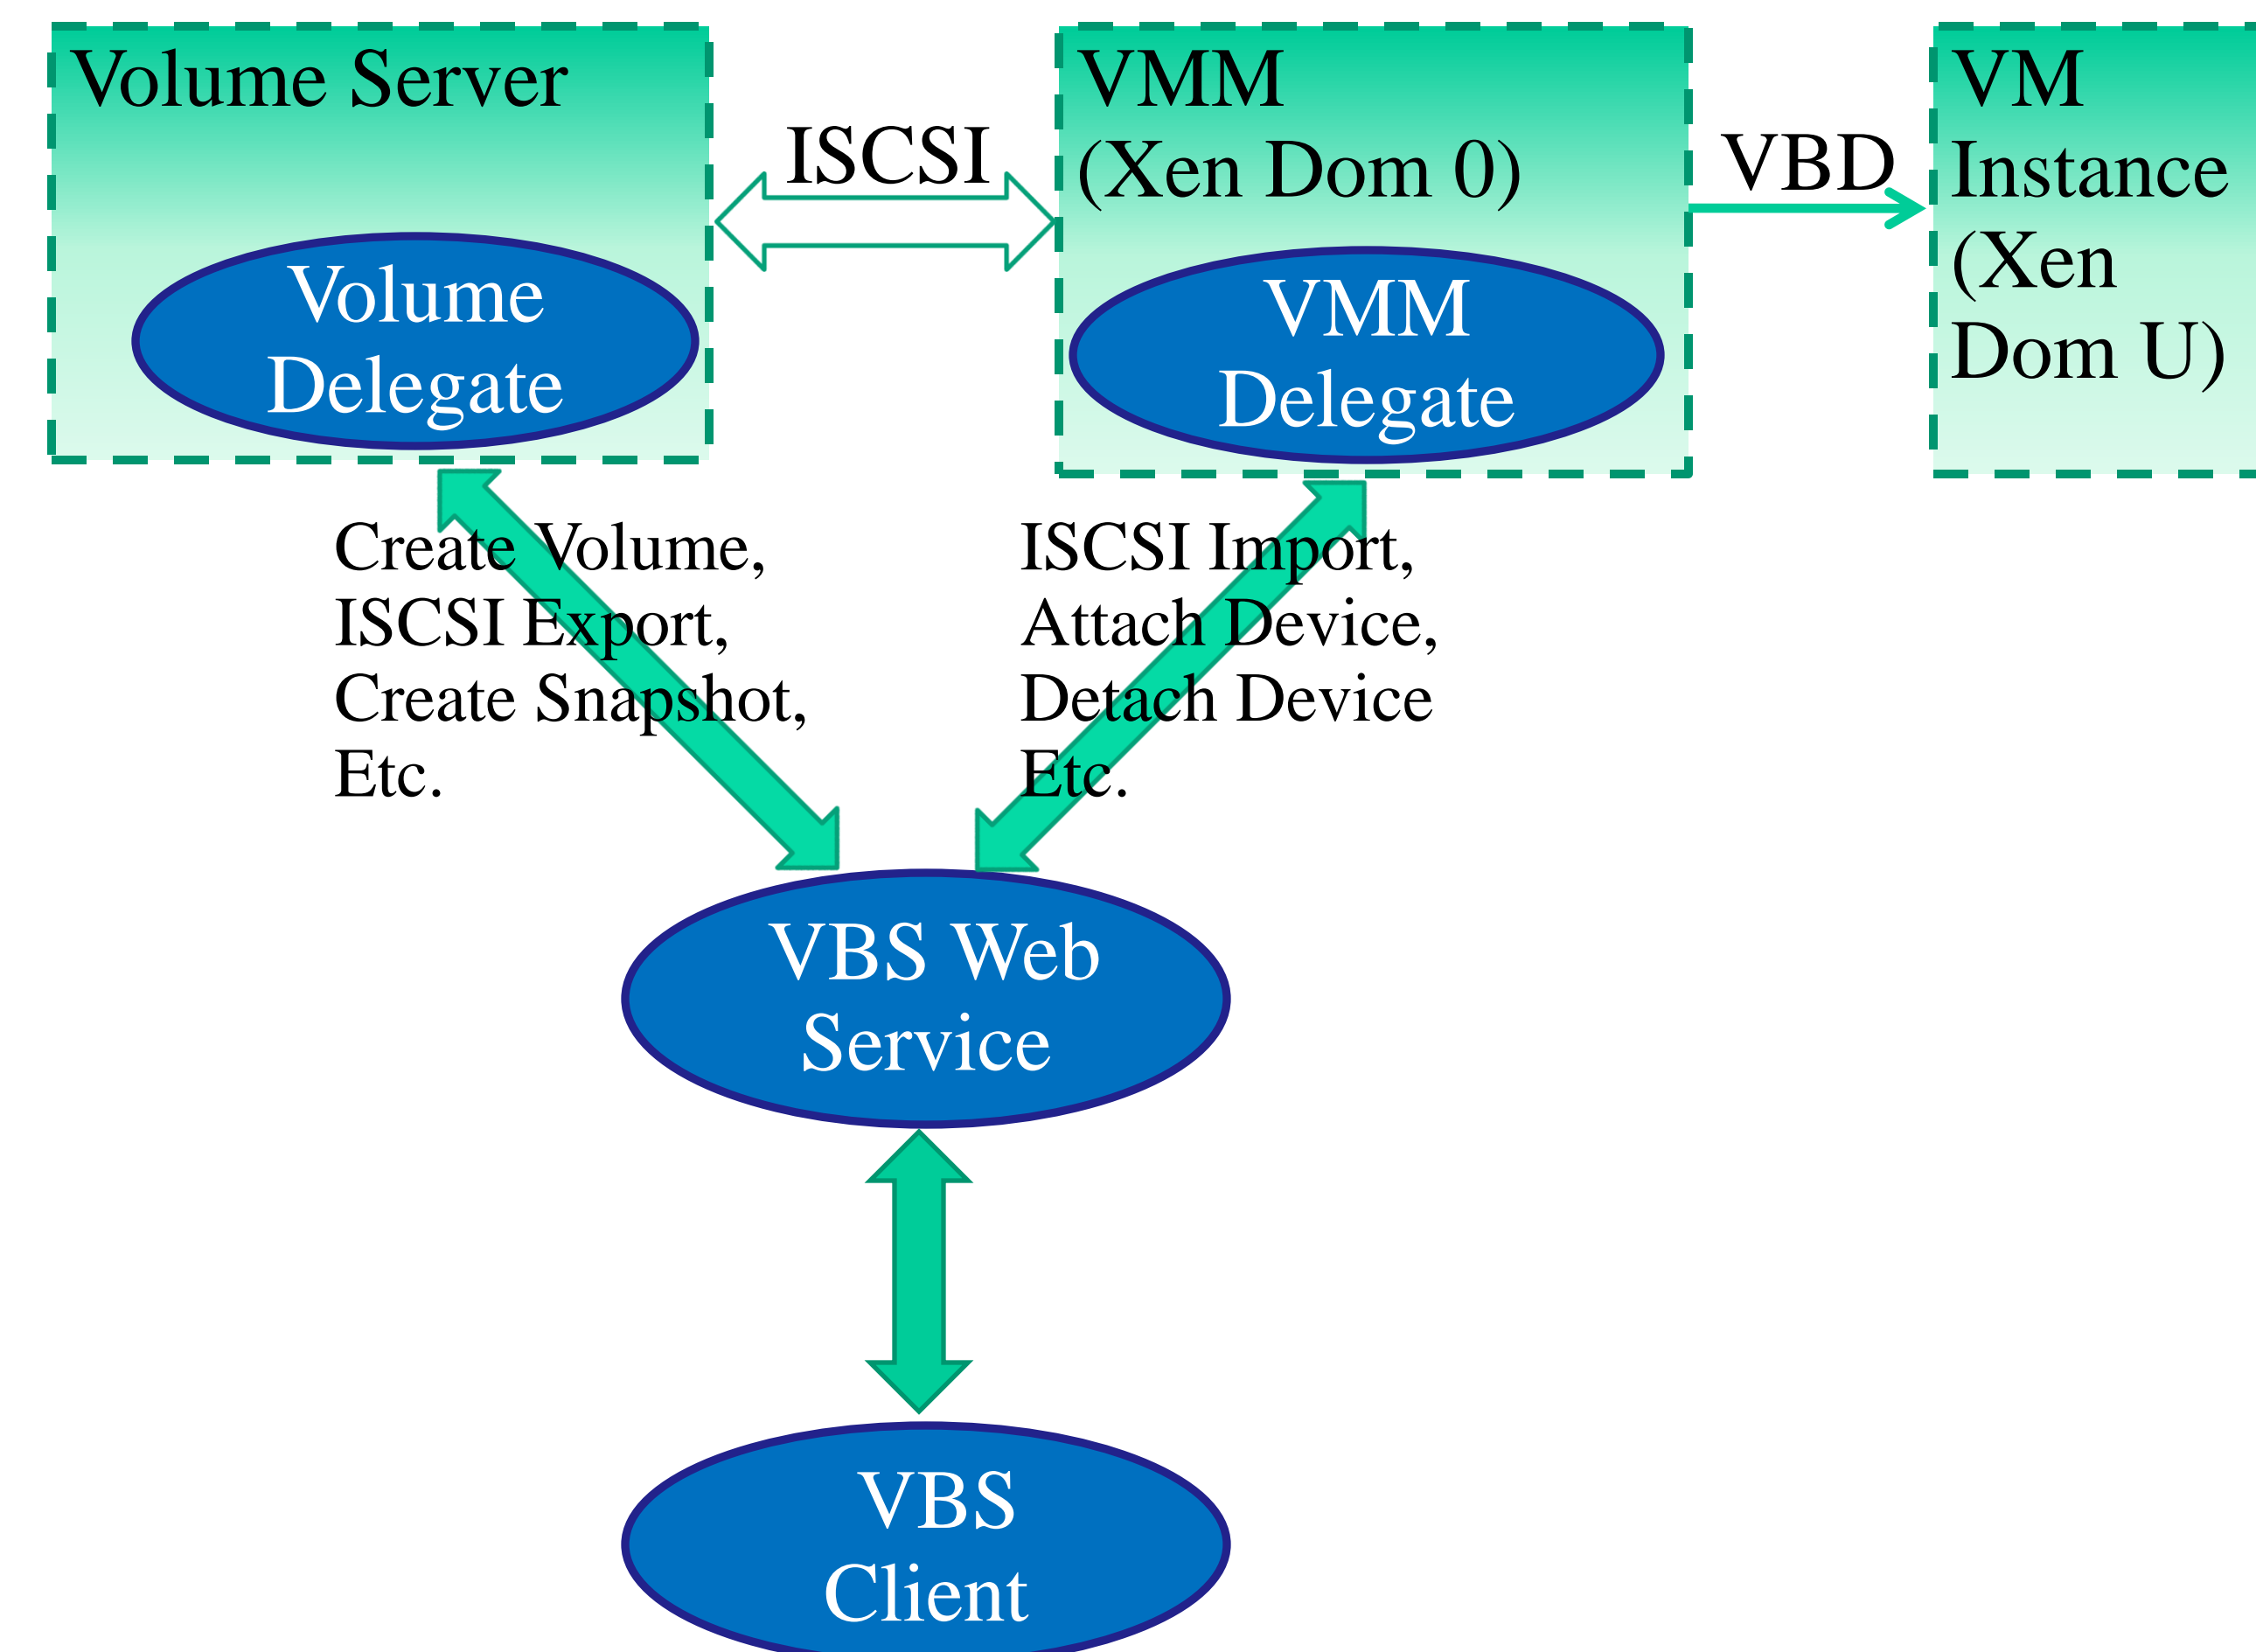 Volume Server
ISCSI
VMM
(Xen Dom 0)
VBD
VM
Instance
(Xen
Dom U)
Volume
Delegate
VMM
Delegate
Create Volume,
ISCSI Export,
Create Snapshot,
Etc.
ISCSI Import,
Attach Device,
Detach Device
Etc.
VBS Web
Service
VBS
Client